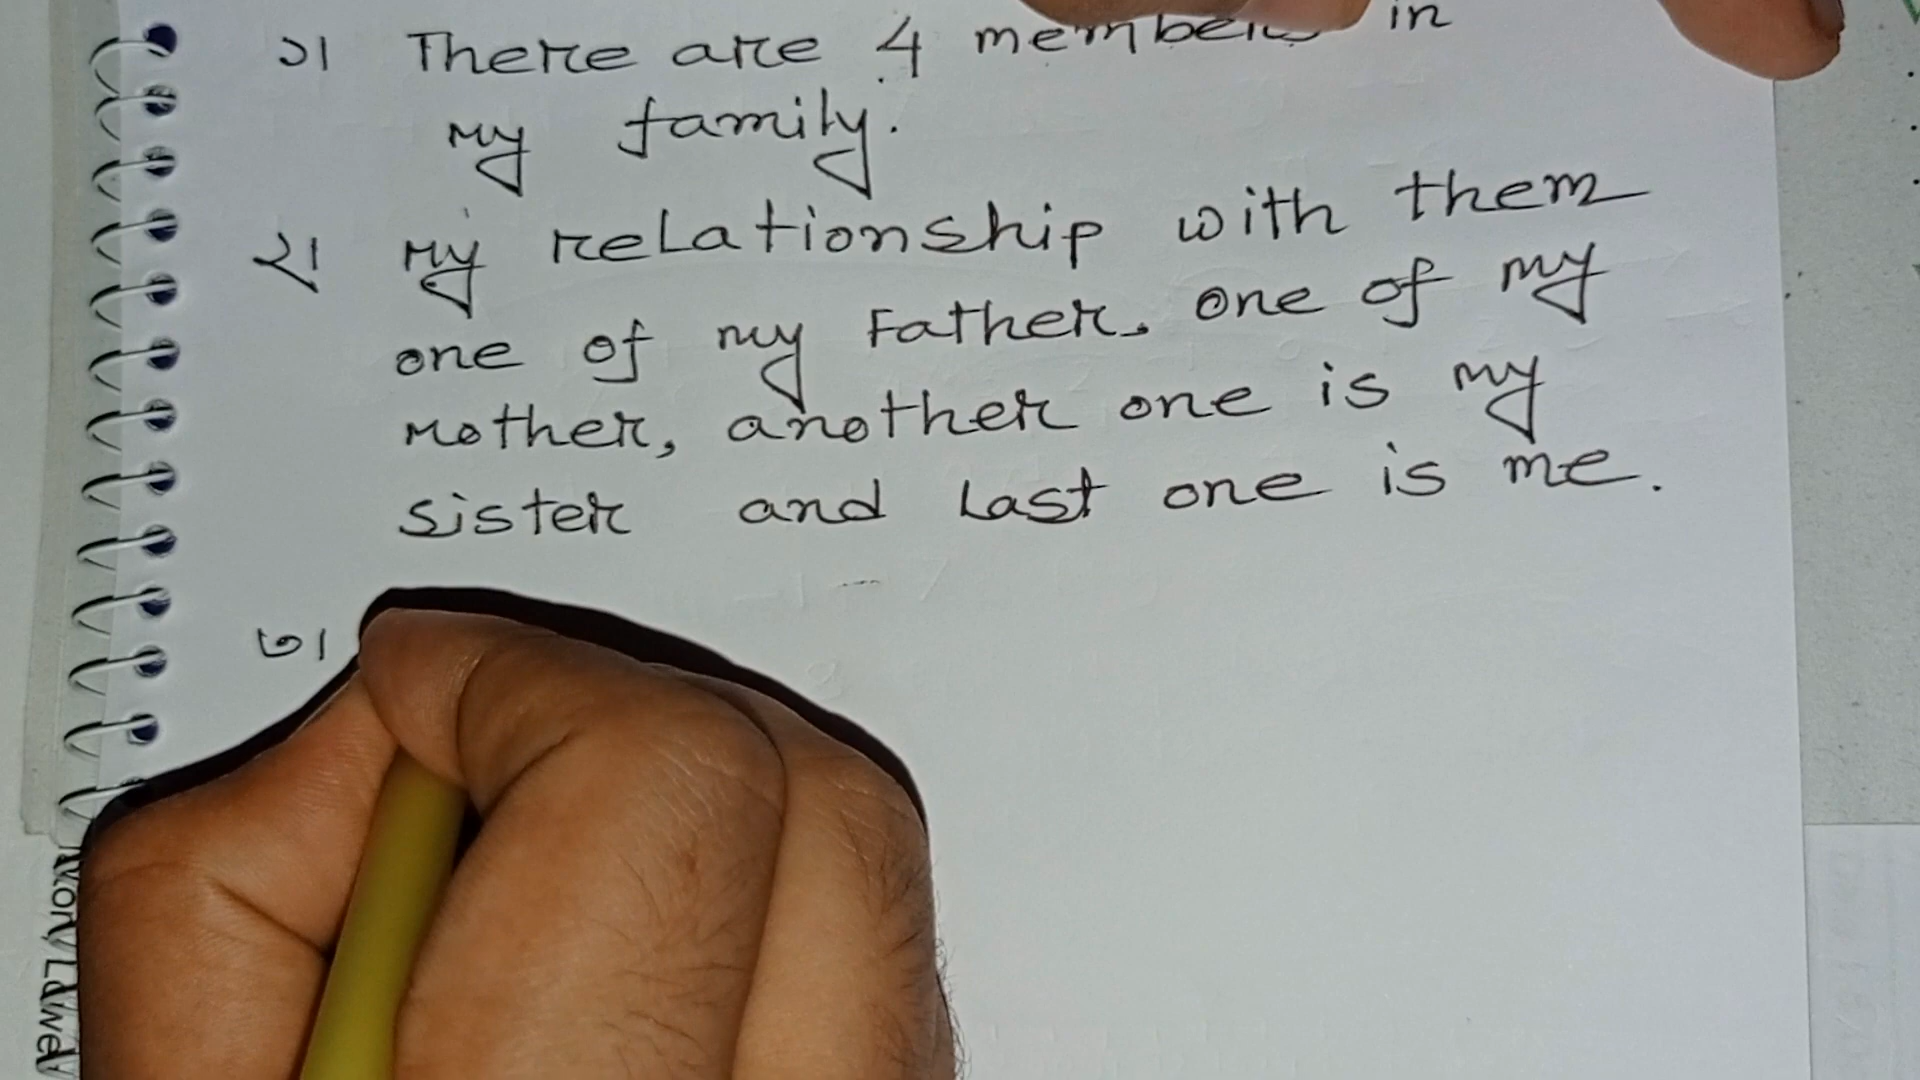 ১। There are 4 members in
my family.
২। My relationship with them
one of my Father. one of my
Mother, another one is my
sister and Last one is me.
৩।